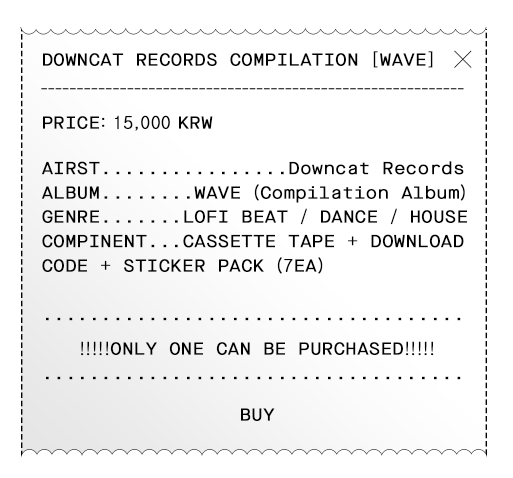 DOWNCAT RECORDS COMPILATION [WAVE] ×
PRICE: 15,000 KRW
AIRST................Downcat Records
ALBUM........WAVE (Compilation Album)
GENRE.......LOFI BEAT / DANCE / HOUSE
COMPINENT...CASSETTE TAPE + DOWNLOAD
CODE + STICKER PACK (7EA)
....................................
!!!!!ONLY ONE CAN BE PURCHASED!!!!!
....................................
BUY